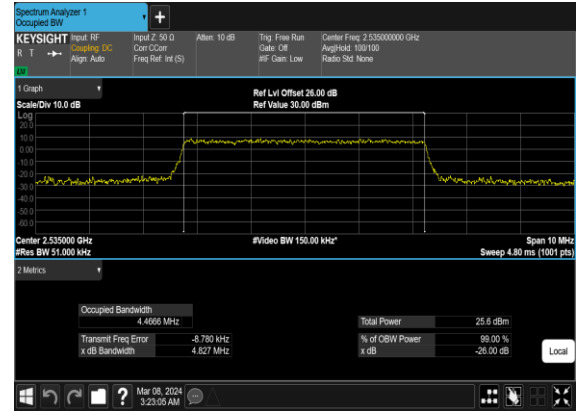 Spectrum Analyzer 1
Occupied BW
+
KEYSIGHT Input: RF Input Z: 50 Ω Atten: 10 dB Trig: Free Run Center Freq: 2.535000000 GHz
R T Coupling: DC Corr CCorr Gate: Off Avg|Hold: 100/100
Align: Auto Freq Ref: Int (S) #IF Gain: Low Radio Std: None
LU
1 Graph Ref Lvl Offset 26.00 dB
Scale/Div 10.0 dB Ref Value 30.00 dBm
Log
20.0
10.0
0.00
-10.0
-20.0
-30.0
-40.0
-50.0
-60.0
Center 2.535000 GHz #Video BW 150.00 kHz* Span 10 MHz
#Res BW 51.000 kHz Sweep 4.80 ms (1001 pts)
2 Metrics
Occupied Bandwidth
4.4666 MHz Total Power 25.6 dBm
Transmit Freq Error -8.780 kHz % of OBW Power 99.00 %
x dB Bandwidth 4.827 MHz x dB -26.00 dB
Local
? Mar 08, 2024
3:23:05 AM